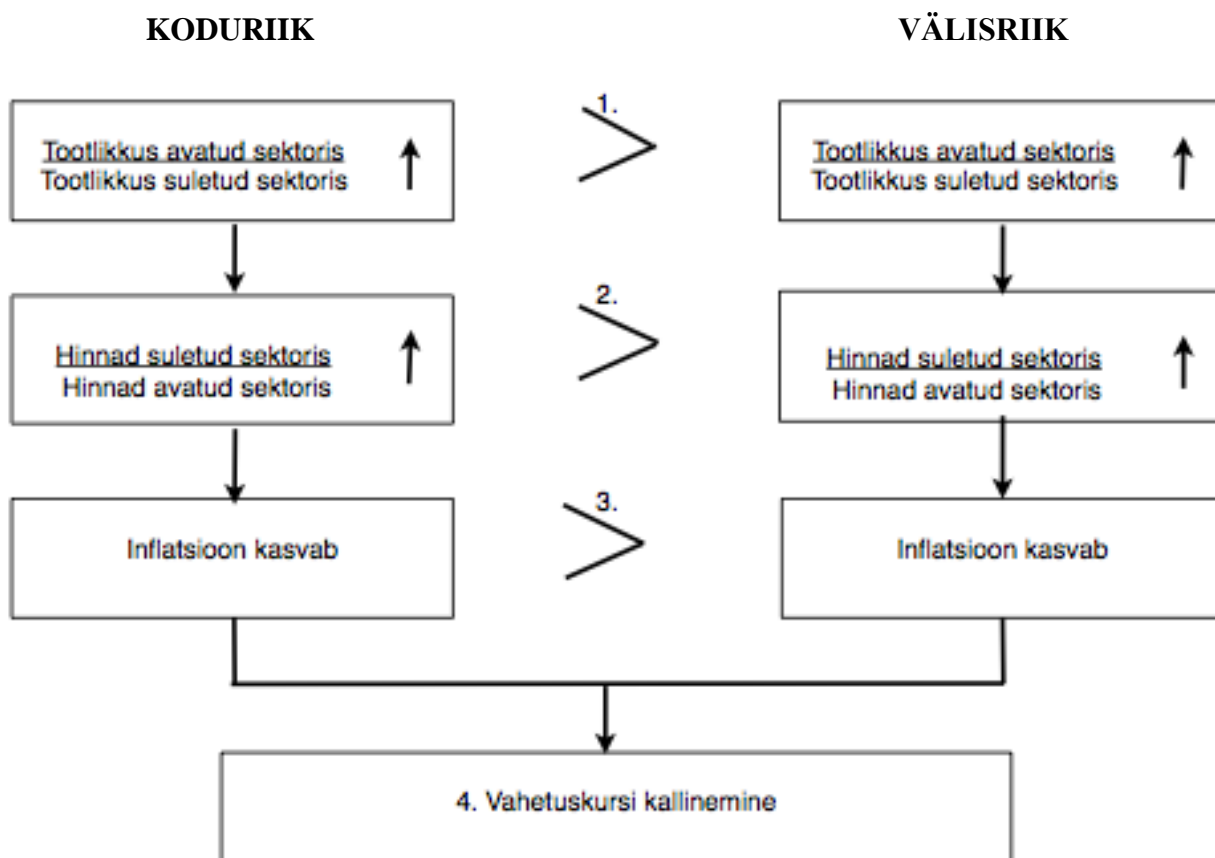 KODURIIK
VÄLISRIIK
1.
Tootlikkus avatud sektoris
Tootlikkus suletud sektoris
Tootlikkus avatud sektoris
Tootlikkus suletud sektoris
2.
Hinnad suletud sektoris
Hinnad avatud sektoris
Hinnad suletud sektoris
Hinnad avatud sektoris
3.
Inflatsioon kasvab
Inflatsioon kasvab
4. Vahetuskursi kallinemine